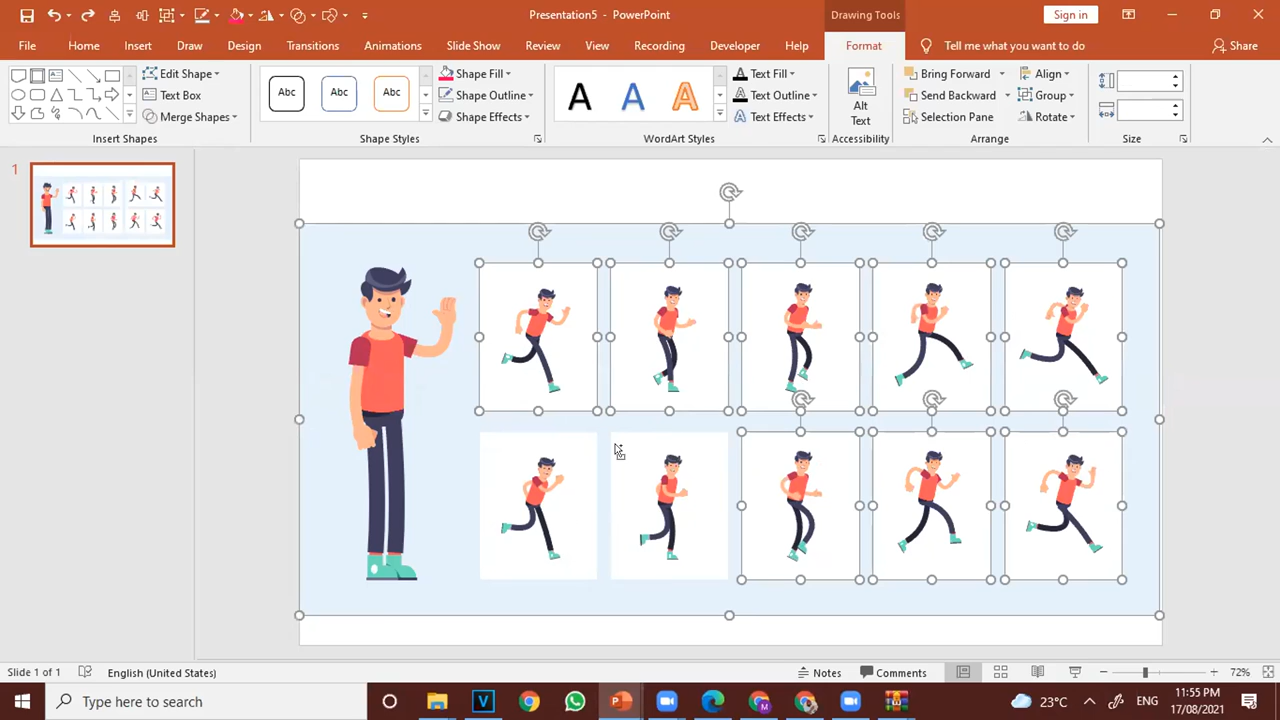 Presentation5 - PowerPoint
Drawing Tools
Sign in
File Home Insert Draw Design Transitions Animations Slide Show Review View Recording Developer Help Format Tell me what you want to do Share
Edit Shape
Text Box
Merge Shapes
Insert Shapes
Abc Abc Abc
Shape Fill
Shape Outline
Shape Effects
Shape Styles
A A A
Text Fill
Text Outline
Text Effects
WordArt Styles
Alt
Text
Accessibility
Bring Forward
Send Backward
Selection Pane
Align
Group
Rotate
Arrange
Size
1
Slide 1 of 1 English (United States) Notes Comments 72%
Type here to search
23°C ENG
11:55 PM
17/08/2021